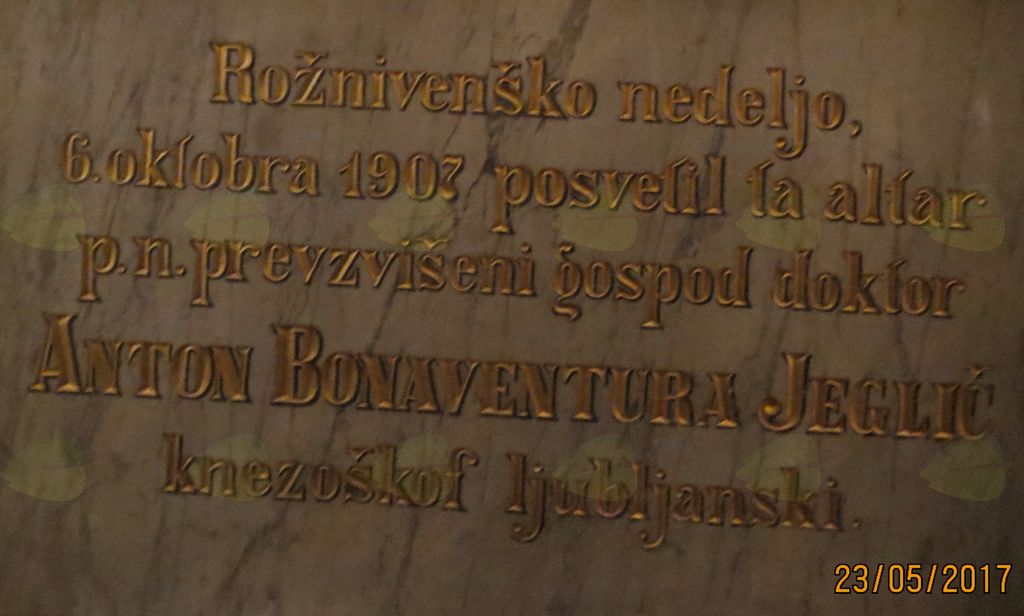 Rožnivenško nedeljo,
6. oktobra 1907 posvetil ta altar
p. n. prevzvišeni gospod doktor
ANTON BONAVENTURA JEGLIČ
knezoškof ljubljanski.
23/05/2017